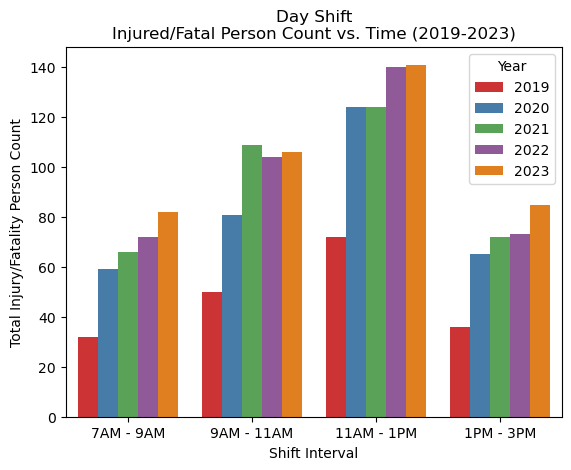 Day Shift
Injured/Fatal Person Count vs. Time (2019-2023)
Total Injury/Fatality Person Count
140
120
100
80
60
40
20
0
Year
2019
2020
2021
2022
2023
7AM - 9AM
9AM - 11AM
11AM - 1PM
1PM - 3PM
Shift Interval